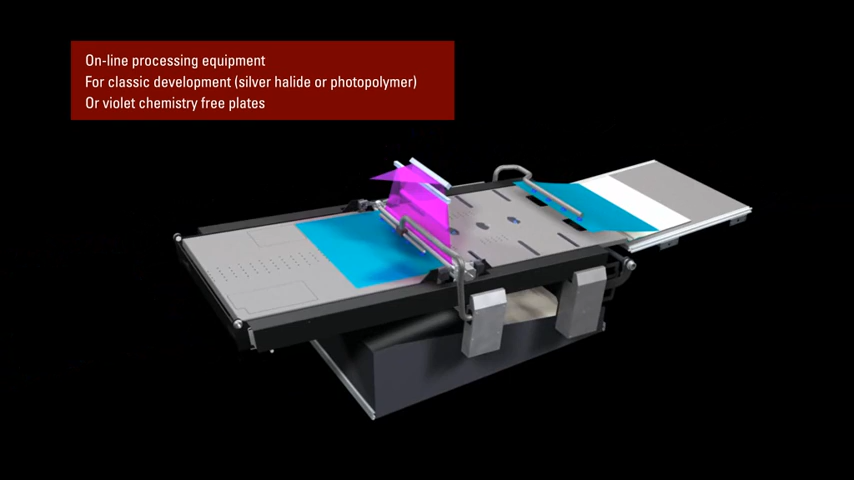 On-line processing equipment
For classic development (silver halide or photopolymer)
Or violet chemistry free plates